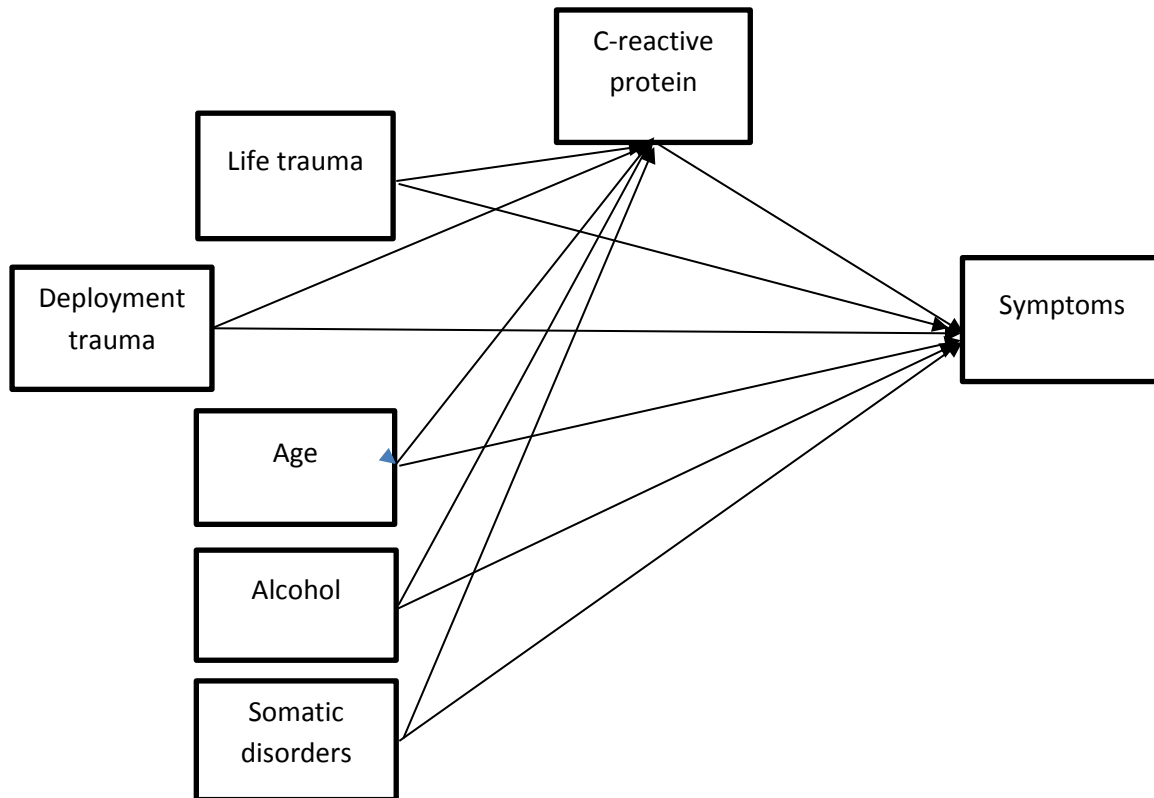 C-reactive
protein
Life trauma
Deployment
trauma
Symptoms
Age
Alcohol
Somatic
disorders